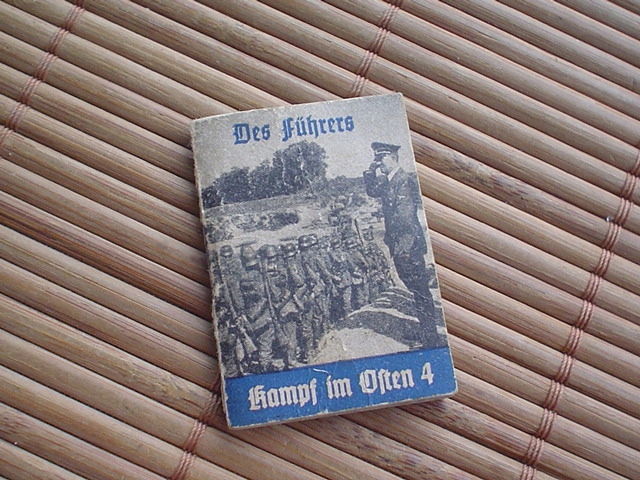 Des Führers
Kampf im Osten 4